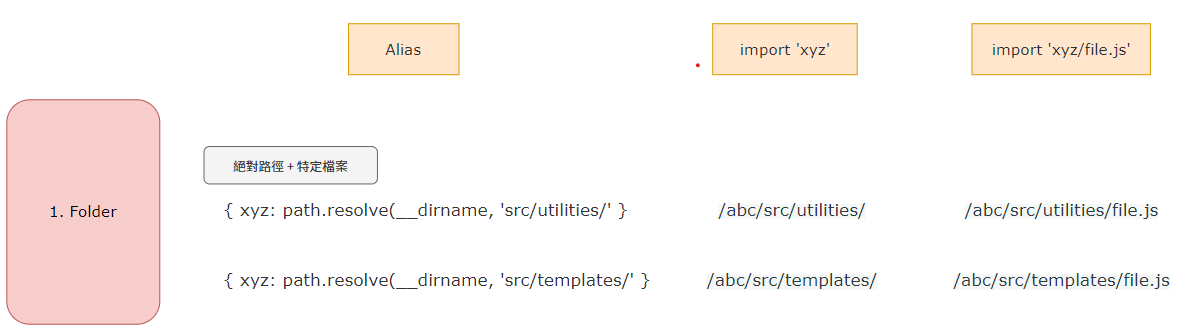 Alias
import 'xyz'
import 'xyz/file.js'
1. Folder
絕對路徑 + 特定檔案
{ xyz: path.resolve(__dirname, 'src/utilities/' }
/abc/src/utilities/
/abc/src/utilities/file.js
{ xyz: path.resolve(__dirname, 'src/templates/' }
/abc/src/templates/
/abc/src/templates/file.js